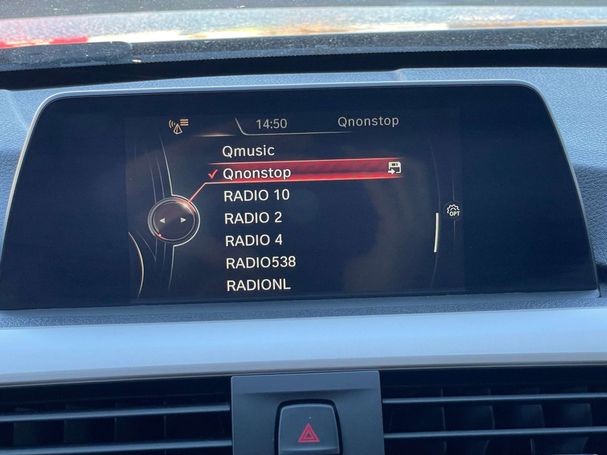 14:50 Qnonstop
Qmusic
Qnonstop
RADIO 10
RADIO 2
RADIO 4
RADIO538
RADIONL
OPT